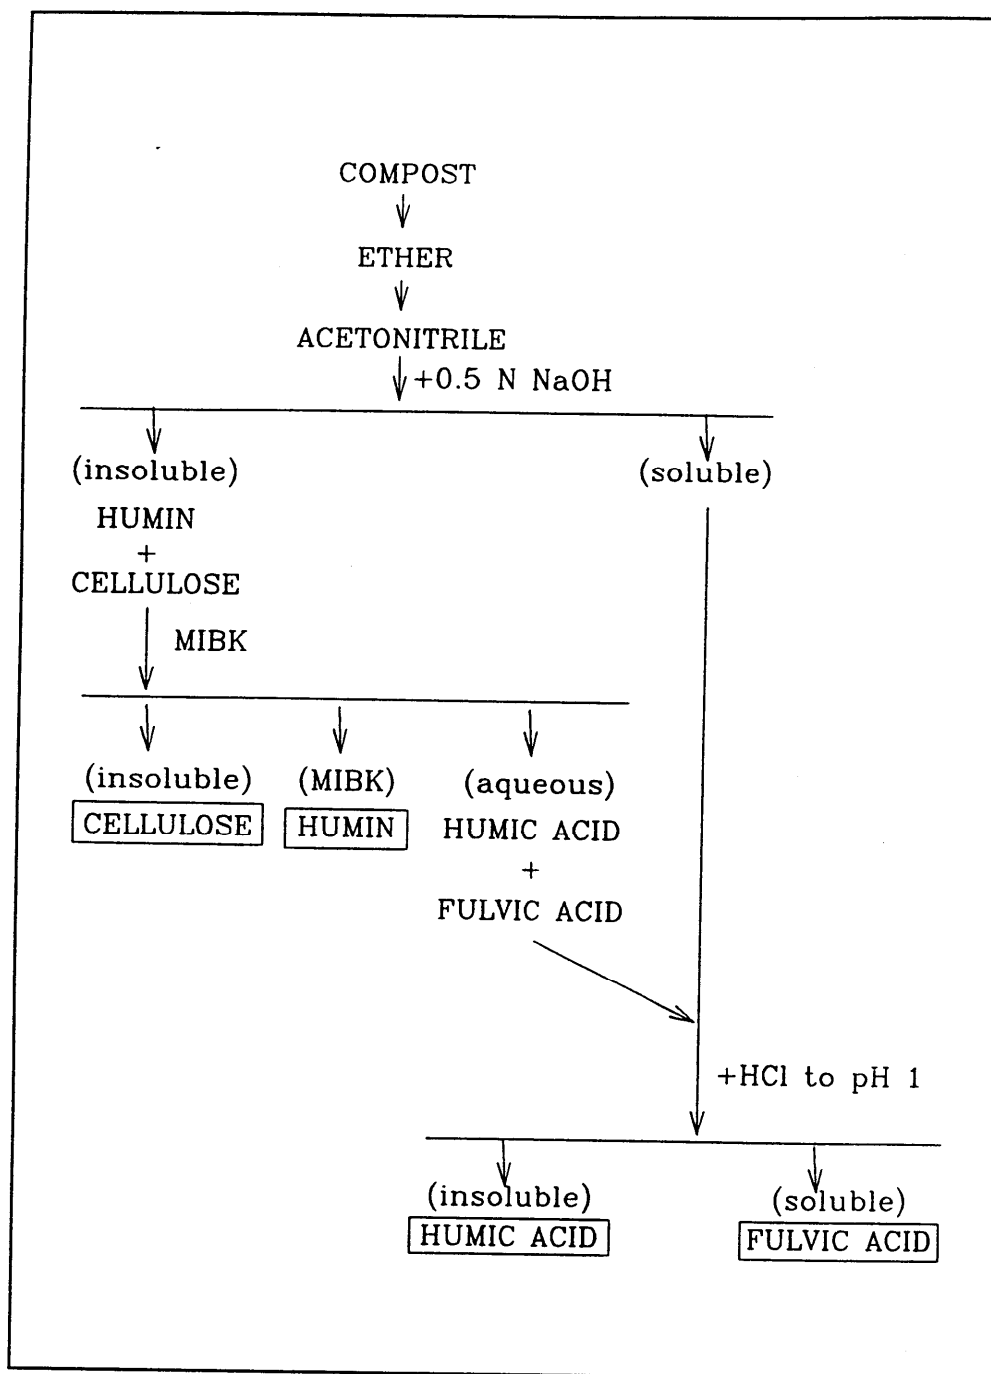 COMPOST
ETHER
ACETONITRILE
+0.5 N NaOH
(insoluble)
(soluble)
HUMIN
+
CELLULOSE
MIBK
(insoluble)
(MIBK)
(aqueous)
CELLULOSE
HUMIN
HUMIC ACID
+
FULVIC ACID
+HCl to pH 1
(insoluble)
(soluble)
HUMIC ACID
FULVIC ACID